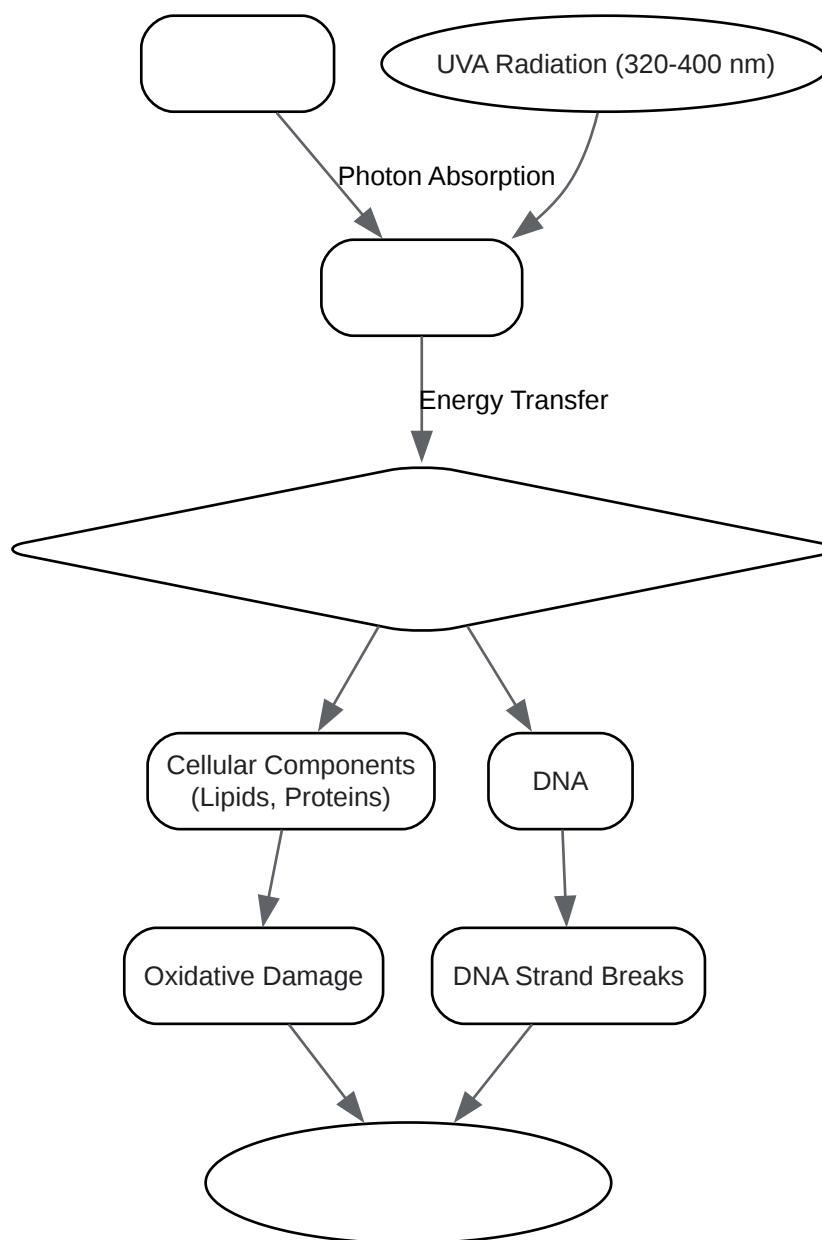 UVA Radiation (320-400 nm)
Photon Absorption
Energy Transfer
Cellular Components
(Lipids, Proteins)
DNA
Oxidative Damage
DNA Strand Breaks